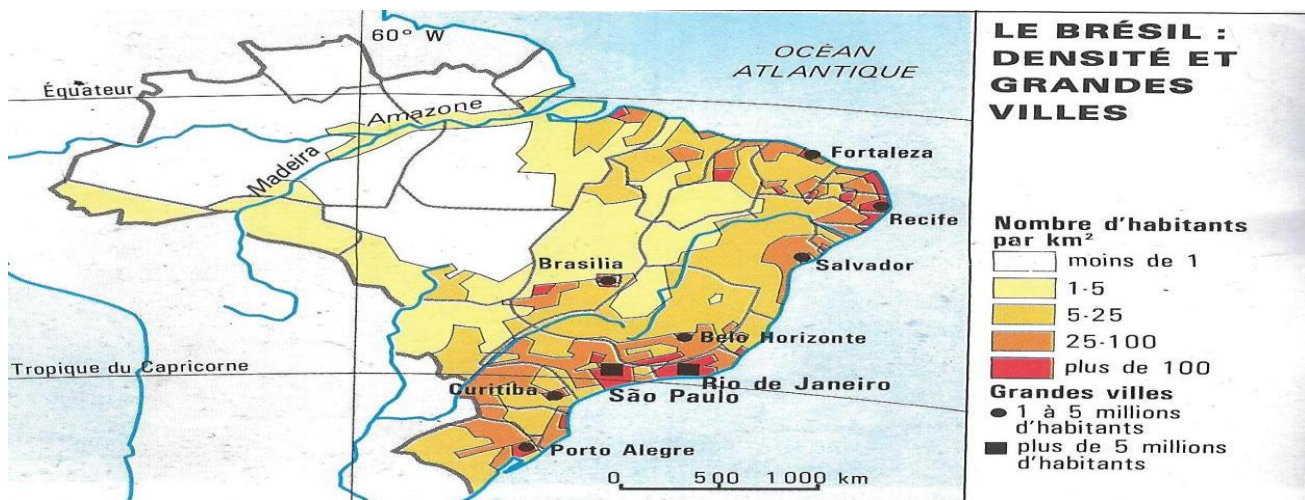 LE BRÉSIL :
DENSITÉ ET
GRANDES
VILLES
60° W
OCÉAN
ATLANTIQUE
Équateur
Amazone
Madeira
Fortaleza
Recife
Salvador
Brasilia
Belo Horizonte
Tropique du Capricorne
Rio de Janeiro
São Paulo
Curitiba
Porto Alegre
0 500 1 000 km
Nombre d'habitants
par km²
moins de 1
1-5
5-25
25-100
plus de 100
Grandes villes
1 à 5 millions
d'habitants
plus de 5 millions
d'habitants